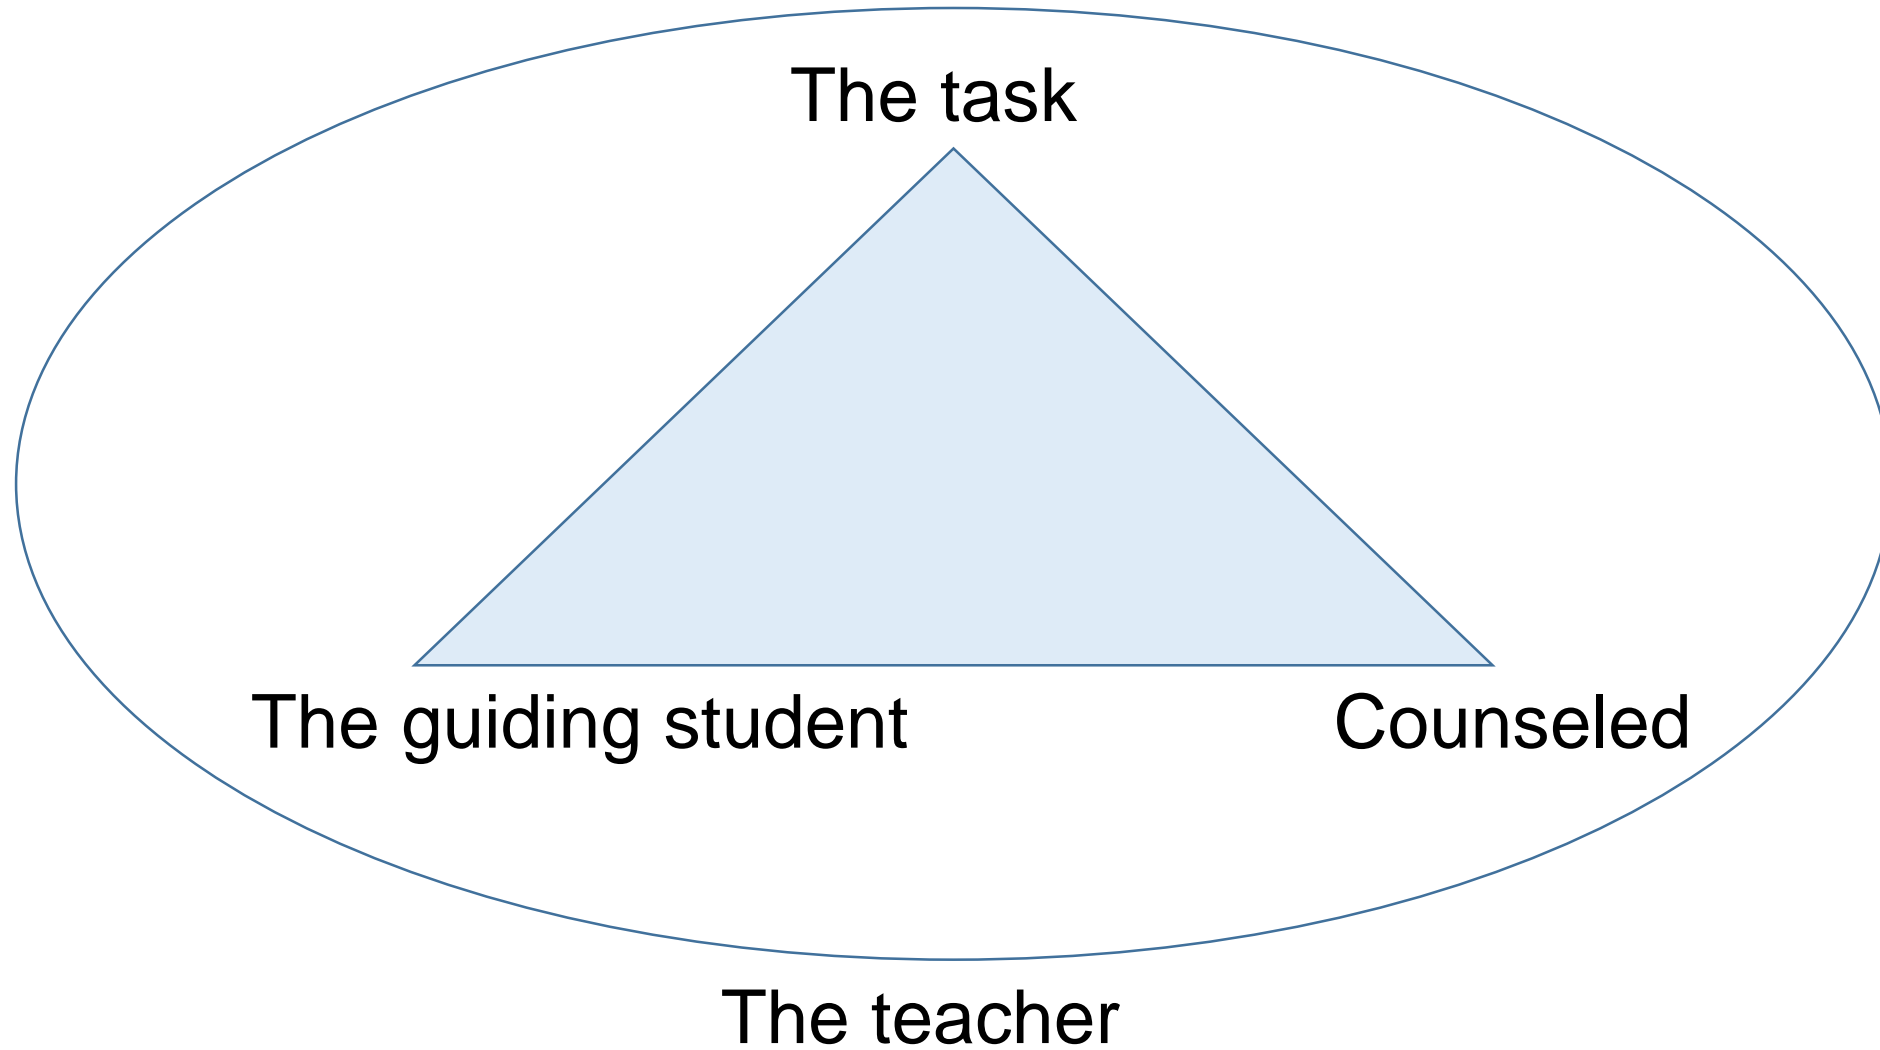 The task
The guiding student
Counseled
The teacher